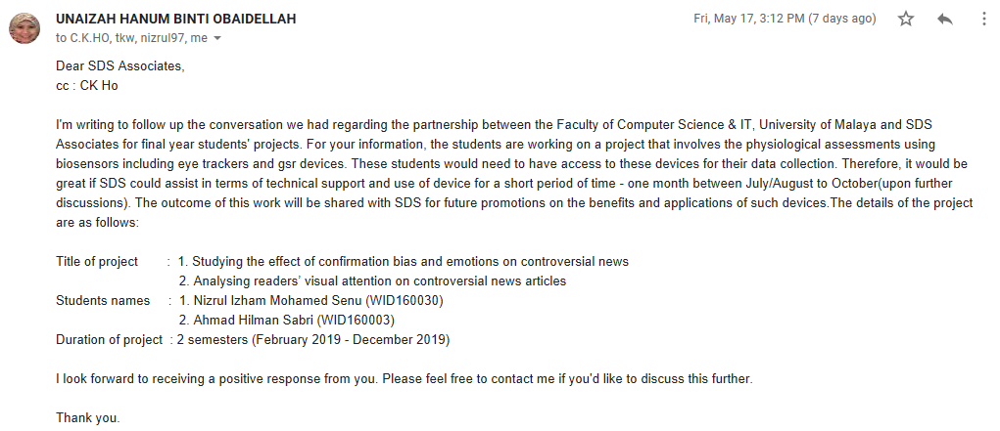 UNAIZAH HANUM BINTI OBAIDELLAH
Fri, May 17, 3:12 PM (7 days ago)
to C.K.HO, tkw, nizrul97, me
Dear SDS Associates,
cc : CK Ho
I'm writing to follow up the conversation we had regarding the partnership between the Faculty of Computer Science & IT, University of Malaya and SDS
Associates for final year students' projects. For your information, the students are working on a project that involves the physiological assessments using
biosensors including eye trackers and gsr devices. These students would need to have access to these devices for their data collection. Therefore, it would be
great if SDS could assist in terms of technical support and use of device for a short period of time - one month between July/August to October(upon further
discussions). The outcome of this work will be shared with SDS for future promotions on the benefits and applications of such devices.The details of the project
are as follows:
Title of project : 1. Studying the effect of confirmation bias and emotions on controversial news
2. Analysing readers’ visual attention on controversial news articles
Students names : 1. Nizrul Izham Mohamed Senu (WID160030)
2. Ahmad Hilman Sabri (WID160003)
Duration of project : 2 semesters (February 2019 - December 2019)
I look forward to receiving a positive response from you. Please feel free to contact me if you'd like to discuss this further.
Thank you.